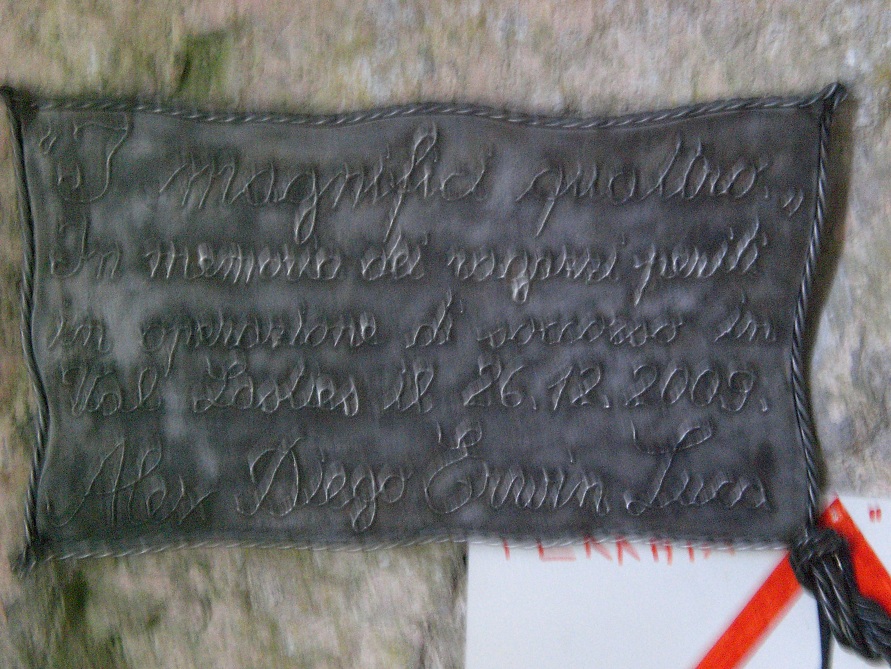 "I magnifici quattro.„
In memoria dei ragazzi periti
in operazione di soccorso in
Val Lasties il 26.12.2009.
Alex Diego Erwin Luca